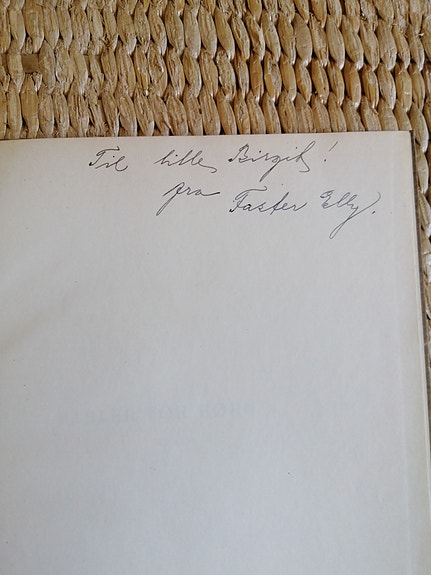 Til lille Birgit!
fra Faster Elly.